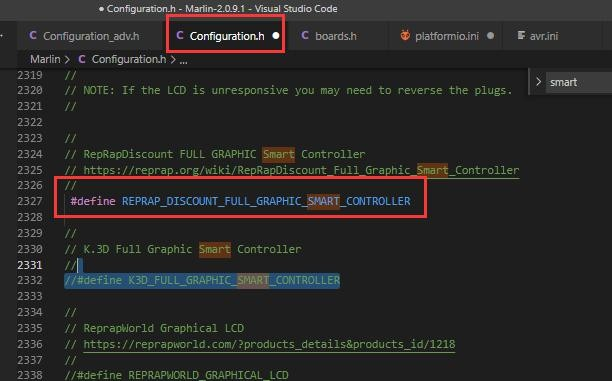 ● Configuration.h - Marlin-2.0.9.1 - Visual Studio Code
C Configuration_adv.h
C Configuration.h ●
C boards.h
platformio.ini ●
avr.ini
Marlin > C Configuration.h > ...
> smart
2319 //
2320 // NOTE: If the LCD is unresponsive you may need to reverse the plugs.
2321 //
2322
2323 //
2324 // RepRapDiscount FULL GRAPHIC Smart Controller
2325 // https://reprap.org/wiki/RepRapDiscount_Full_Graphic_Smart_Controller
2326 //
2327 #define REPRAP_DISCOUNT_FULL_GRAPHIC_SMART_CONTROLLER
2328
2329 //
2330 // K.3D Full Graphic Smart Controller
2331 //
2332 //#define K3D_FULL_GRAPHIC_SMART_CONTROLLER
2333
2334 //
2335 // ReprapWorld Graphical LCD
2336 // https://reprapworld.com/?products_details&products_id/1218
2337 //
2338 //#define REPRAPWORLD_GRAPHICAL_LCD